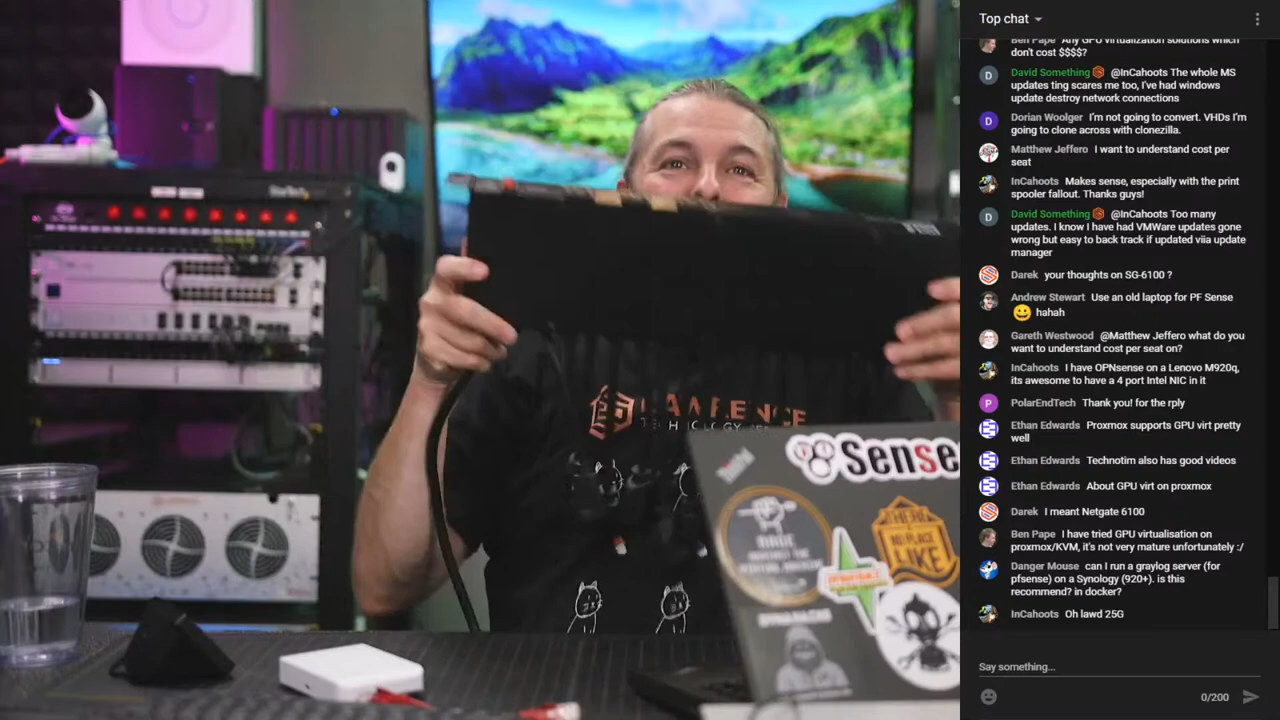 Top chat
Ben Pape Any GPU virtualization solutions which
don't cost $$$$?
David Something @InCahoots The whole MS
updates ting scares me too, I've had windows
update destroy network connections
Dorian Woolger I'm not going to convert. VHDs I'm
going to clone across with clonezilla.
Matthew Jeffero I want to understand cost per
seat
InCahoots Makes sense, especially with the print
spooler fallout. Thanks guys!
David Something @InCahoots Too many
updates. I know I have had VMWare updates gone
wrong but easy to back track if updated viia update
manager
Darek your thoughts on SG-6100 ?
Andrew Stewart Use an old laptop for PF Sense
😀 hahah
Gareth Westwood @Matthew Jeffero what do you
want to understand cost per seat on?
InCahoots I have OPNsense on a Lenovo M920q,
its awesome to have a 4 port Intel NIC in it
P PolarEndTech Thank you! for the rply
Ethan Edwards Proxmox supports GPU virt pretty
well
Ethan Edwards Technotim also has good videos
Ethan Edwards About GPU virt on proxmox
Darek I meant Netgate 6100
Ben Pape I have tried GPU virtualisation on
proxmox/KVM, it's not very mature unfortunately :/
Danger Mouse can I run a graylog server (for
pfsense) on a Synology (920+). is this
recommend? in docker?
InCahoots Oh lawd 25G
Say something...
0/200
LAWRENCE
TECHNOLOGY
Sense
THERE
NO PLACE
LIKE